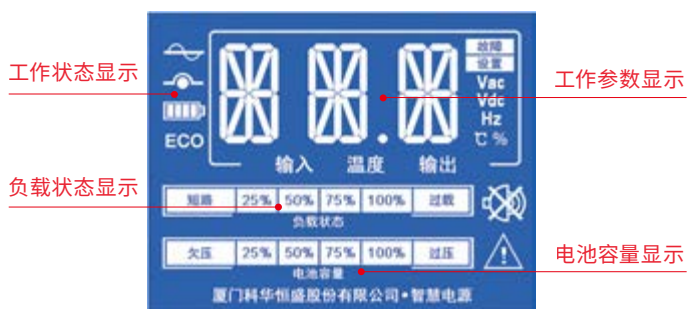 故障
设置
工作状态显示
Vac
Vdc
Hz
℃ %
工作参数显示
ECO
输入 温度 输出
负载状态显示
短路 25% 50% 75% 100% 过载
负载状态
欠压 25% 50% 75% 100% 过压
电池容量
电池容量显示
厦门科华恒盛股份有限公司•智慧电源